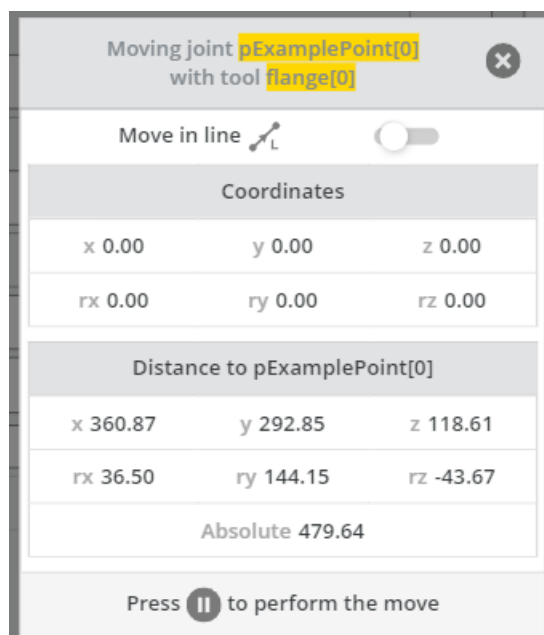 Moving joint pExamplePoint[0]
with tool flange[0]
Move in line L
Coordinates
x 0.00 y 0.00 z 0.00
rx 0.00 ry 0.00 rz 0.00
Distance to pExamplePoint[0]
x 360.87 y 292.85 z 118.61
rx 36.50 ry 144.15 rz -43.67
Absolute 479.64
Press to perform the move